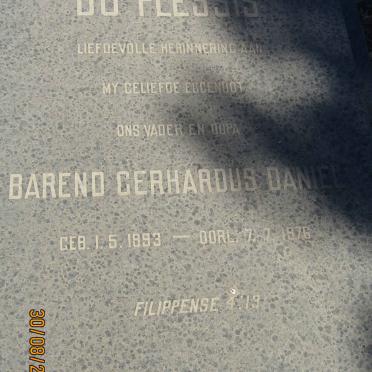 DU PLESSIS
LIEFDEVOLLE HERINNERING AAN
MY GELIEFDE EGGENOOT
ONS VADER EN OUPA
BAREND GERHARDUS DANIEL
GEB. 1.5.1893 — OORL. 7.7.1976
FILIPPENSE 4:13
30/08/2